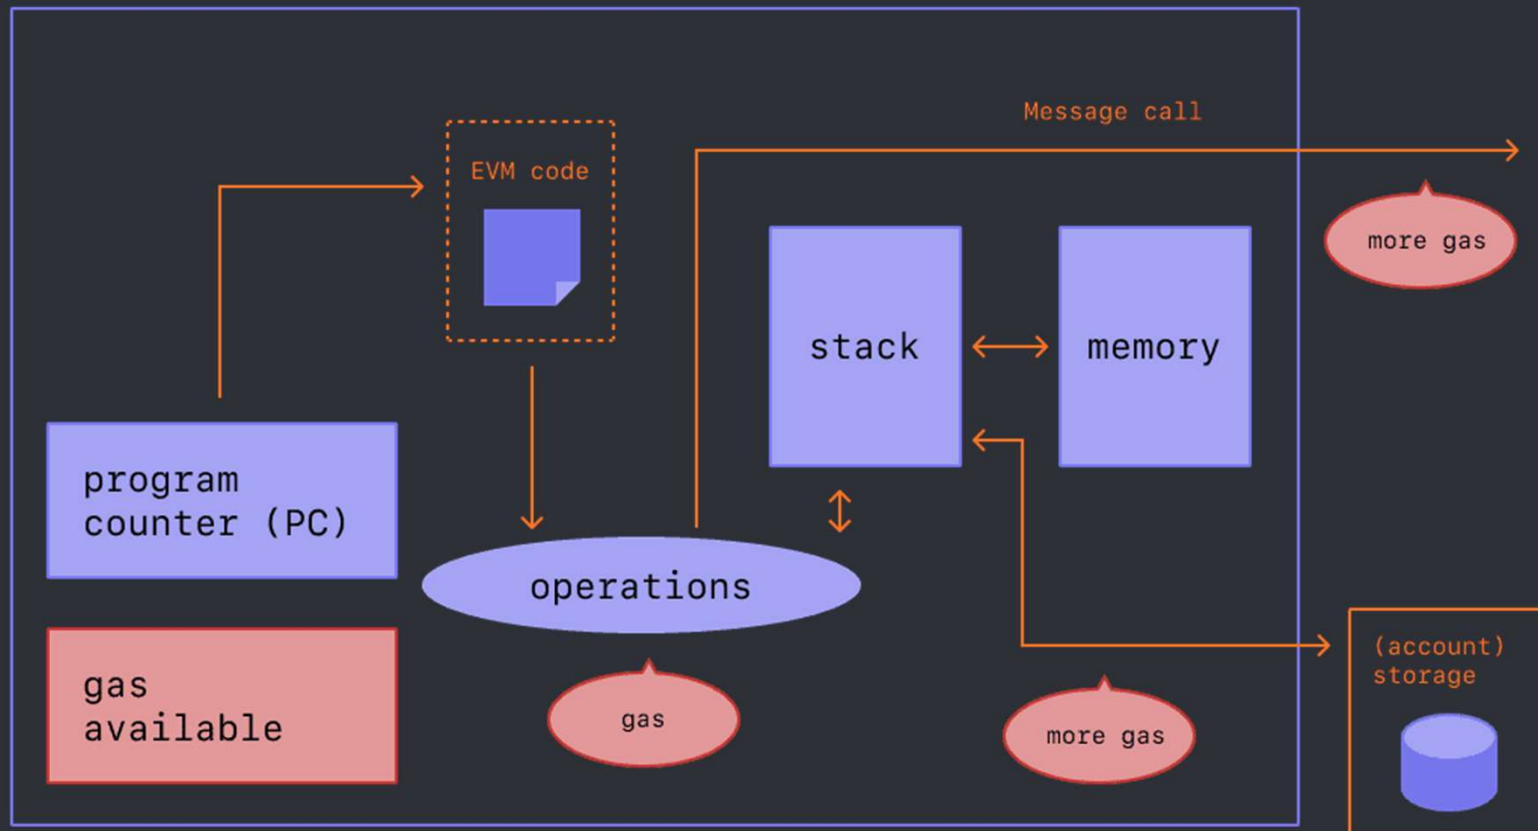 Message call
EVM code
more gas
stack
memory
program
counter (PC)
operations
(account)
storage
gas
available
gas
more gas